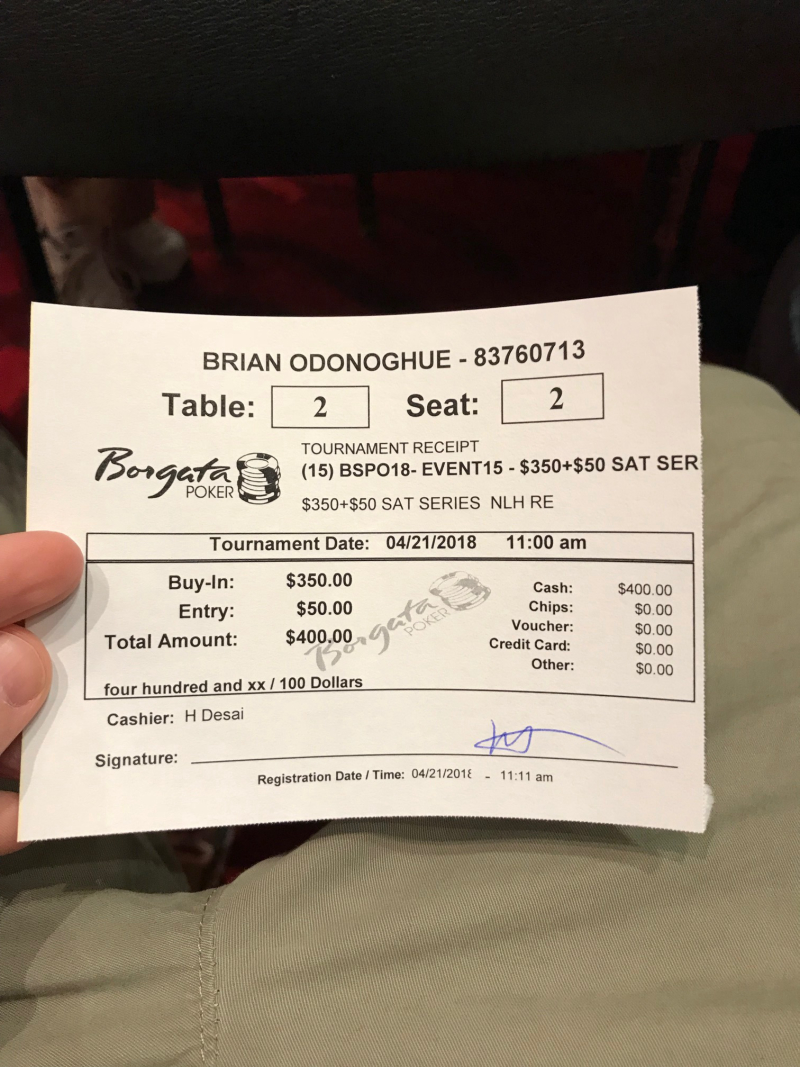 BRIAN ODONOGHUE - 83760713
Table: 2 Seat: 2
Borgata
POKER
TOURNAMENT RECEIPT
(15) BSPO18- EVENT15 - $350+$50 SAT SER
$350+$50 SAT SERIES NLH RE
Tournament Date: 04/21/2018 11:00 am
Buy-In: $350.00
Entry: $50.00
Total Amount: $400.00
four hundred and xx / 100 Dollars
Borgata
POKER
Cash: $400.00
Chips: $0.00
Voucher: $0.00
Credit Card: $0.00
Other: $0.00
Cashier: H Desai
Signature:
Registration Date / Time: 04/21/2018 - 11:11 am